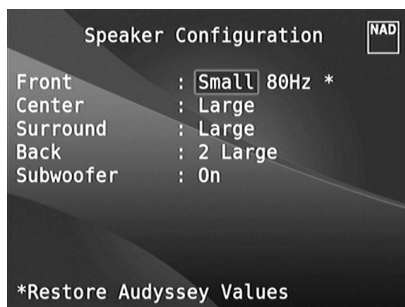 Speaker Configuration
NAD
Front : Small 80Hz *
Center : Large
Surround : Large
Back : 2 Large
Subwoofer : On
*Restore Audyssey Values